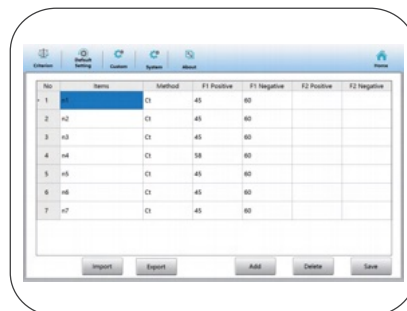 Criterion Default Setting Custom System About Home
No Items Method F1 Positive F1 Negative F2 Positive F2 Negative
1 n1 Ct 45 60
2 n2 Ct 45 60
3 n3 Ct 45 60
4 n4 Ct 58 60
5 n5 Ct 45 60
6 n6 Ct 45 60
7 n7 Ct 45 60
Import Export Add Delete Save